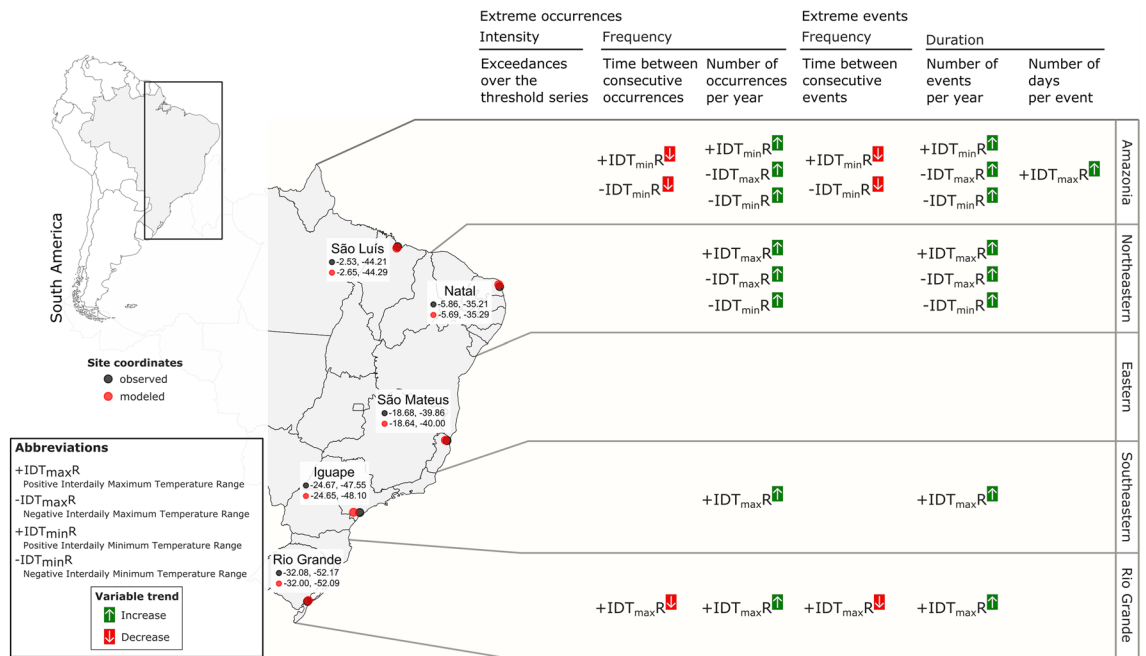 Extreme occurrences
Extreme events
Intensity
Frequency
Frequency
Duration
Exceedances
over the
threshold series
Time between
consecutive
occurrences
Number of
occurrences
per year
Time between
consecutive
events
Number of
events
per year
Number of
days
per event
South America
Site coordinates
observed
modeled
São Luís
-2.53, -44.21
-2.65, -44.29
Natal
-5.86, -35.21
-5.69, -35.29
São Mateus
-18.68, -39.86
-18.64, -40.00
Iguape
-24.67, -47.55
-24.65, -48.10
Rio Grande
-32.08, -52.17
-32.00, -52.09
+IDTminR↓
-IDTminR↓
+IDTminR↑
-IDTmaxR↑
-IDTminR↑
+IDTminR↓
-IDTminR↓
+IDTminR↑
-IDTmaxR↑
-IDTminR↑
+IDTmaxR↑
Amazonia
+IDTmaxR↑
-IDTmaxR↑
-IDTminR↑
+IDTmaxR↑
-IDTmaxR↑
-IDTminR↑
Northeastern
Eastern
+IDTmaxR↑
+IDTmaxR↑
Southeastern
+IDTmaxR↓
+IDTmaxR↑
+IDTmaxR↓
+IDTmaxR↑
Rio Grande
Abbreviations
+IDTmaxR
Positive Interdaily Maximum Temperature Range
-IDTmaxR
Negative Interdaily Maximum Temperature Range
+IDTminR
Positive Interdaily Minimum Temperature Range
-IDTminR
Negative Interdaily Minimum Temperature Range
Variable trend
↑ Increase
↓ Decrease